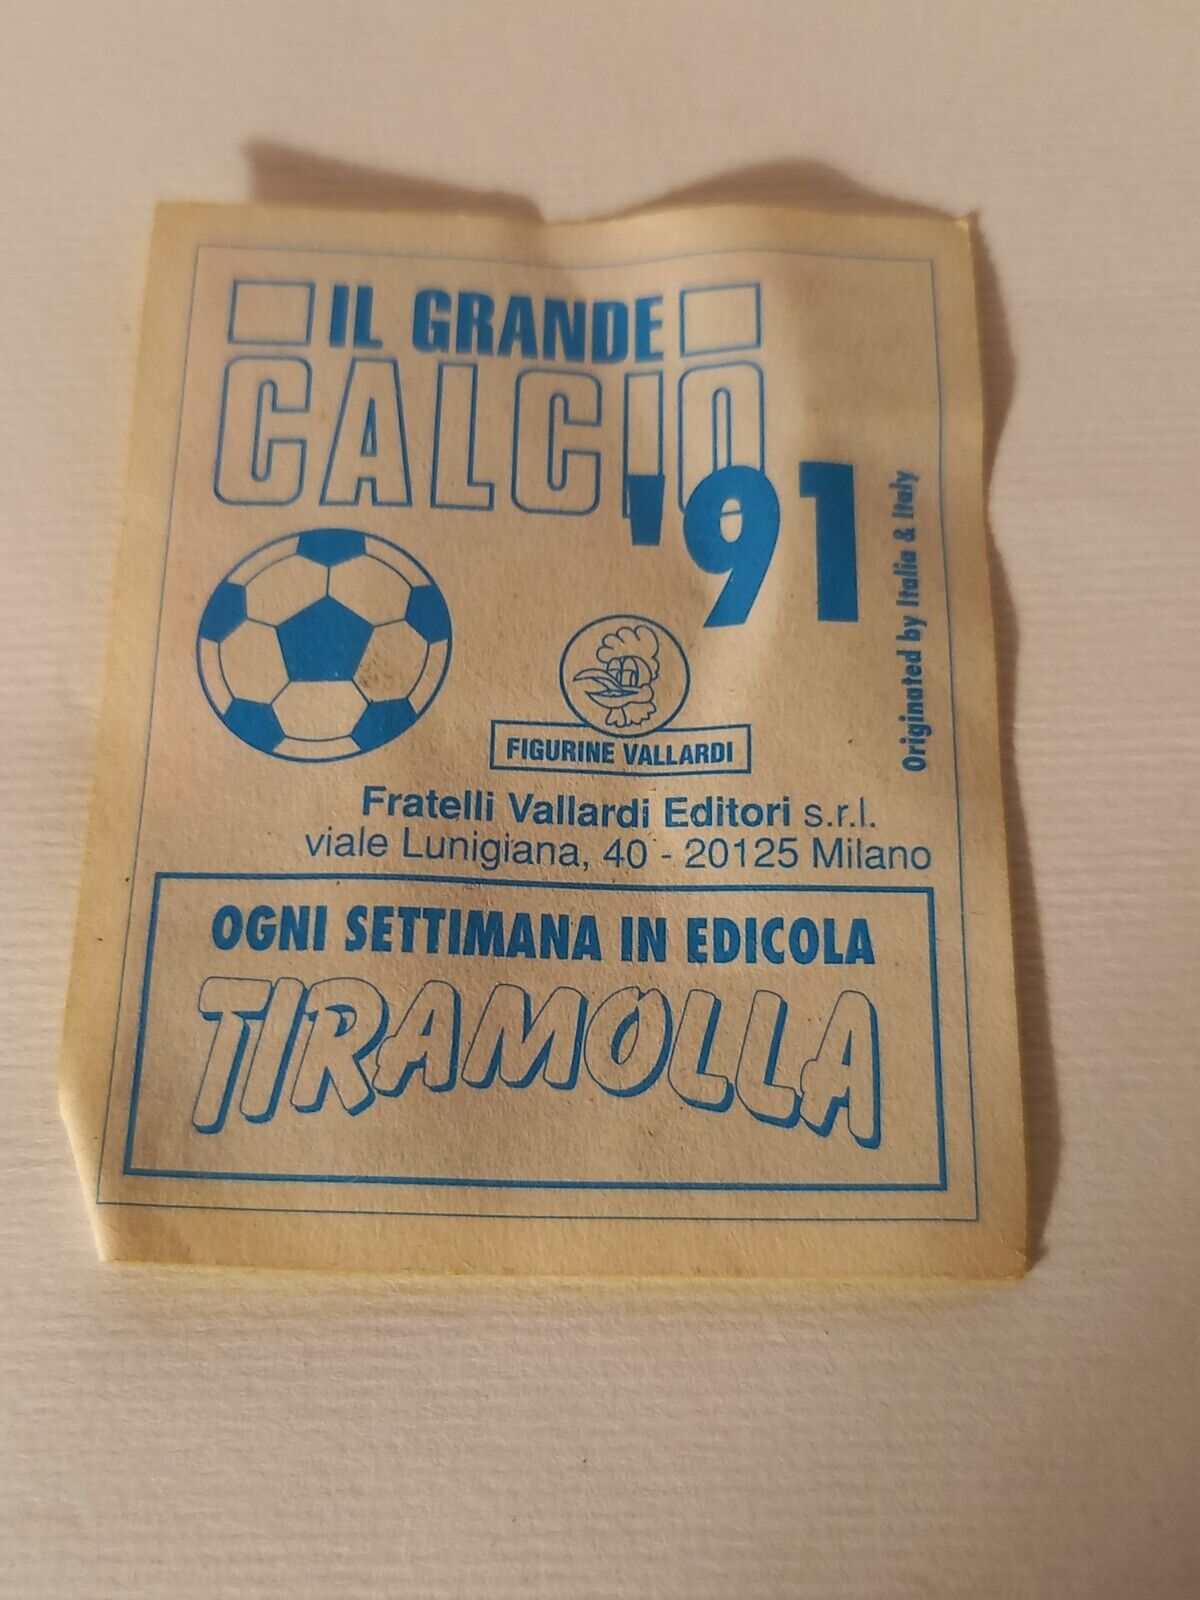 IL GRANDE
CALCIO
'91
Originated by Italia & Italy
FIGURINE VALLARDI
Fratelli Vallardi Editori s.r.l.
viale Lunigiana, 40 - 20125 Milano
OGNI SETTIMANA IN EDICOLA
TIRAMOLLA